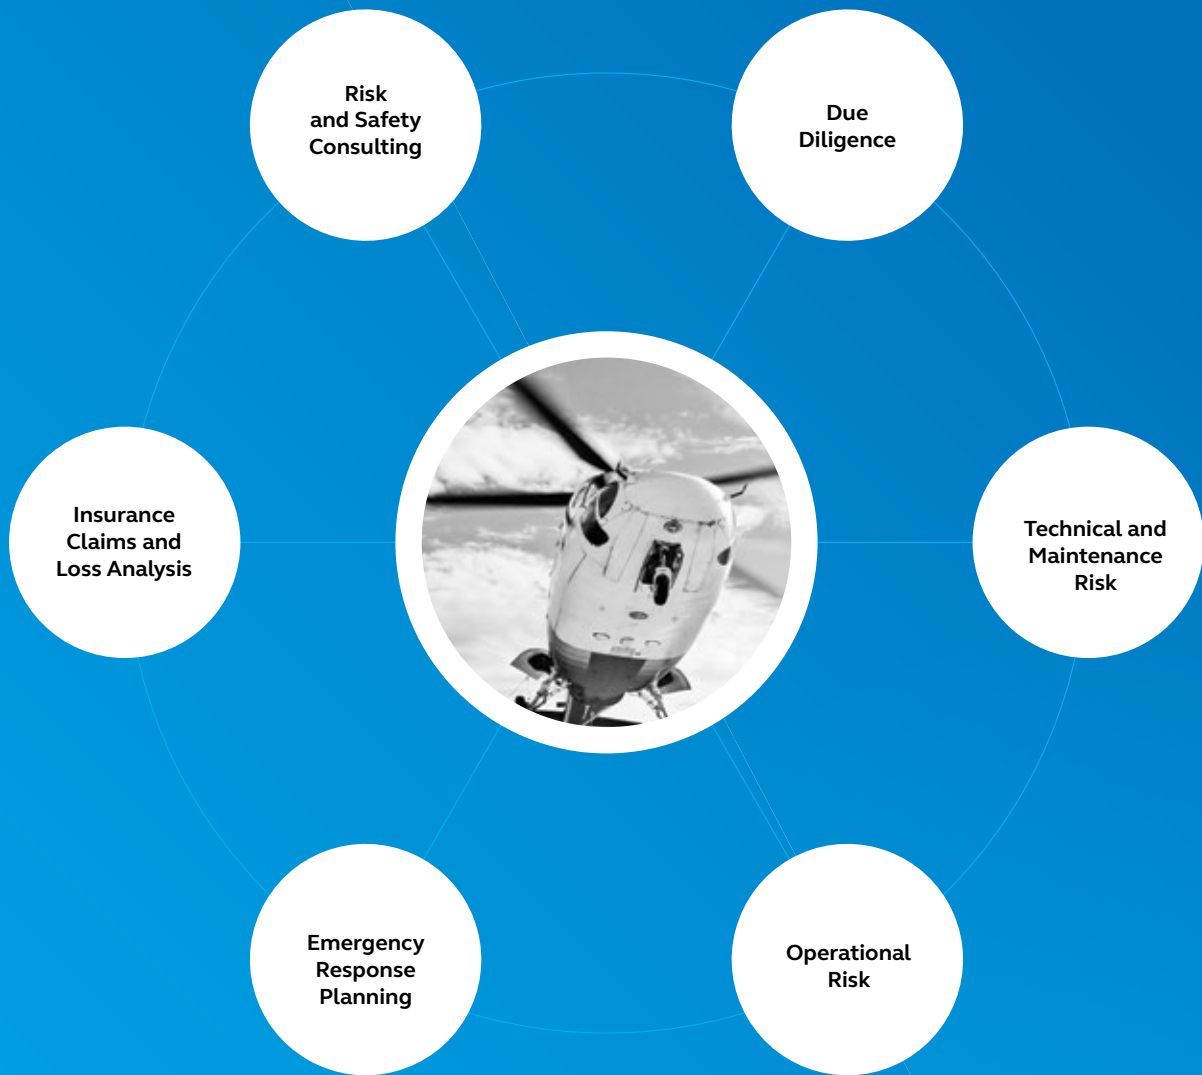 Risk
and Safety
Consulting
Due
Diligence
Insurance
Claims and
Loss Analysis
Technical and
Maintenance
Risk
Emergency
Response
Planning
Operational
Risk